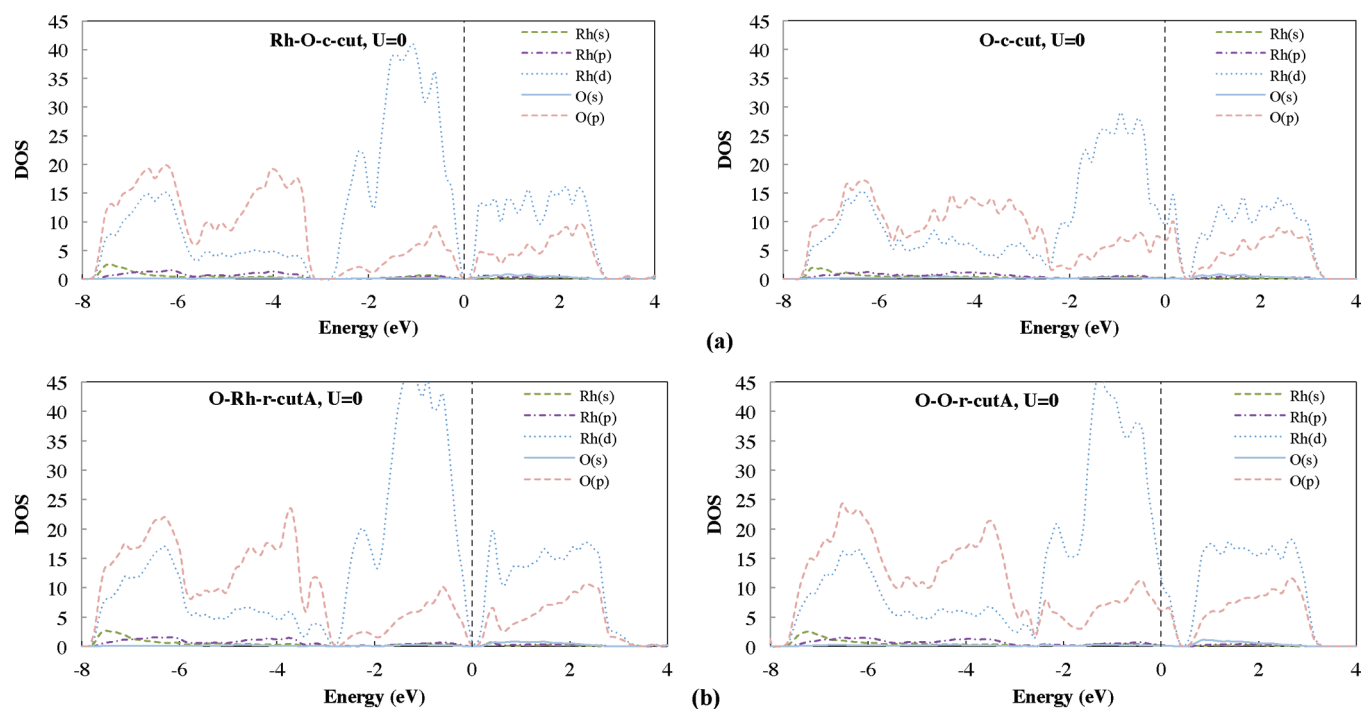 Rh-O-c-cut, U=0
Rh(s)
Rh(p)
Rh(d)
O(s)
O(p)
DOS
45
40
35
30
25
20
15
10
5
0
-8 -6 -4 -2 0 2 4
Energy (eV)
O-c-cut, U=0
Rh(s)
Rh(p)
Rh(d)
O(s)
O(p)
DOS
45
40
35
30
25
20
15
10
5
0
-8 -6 -4 -2 0 2 4
Energy (eV)
(a)
O-Rh-r-cutA, U=0
Rh(s)
Rh(p)
Rh(d)
O(s)
O(p)
DOS
45
40
35
30
25
20
15
10
5
0
-8 -6 -4 -2 0 2 4
Energy (eV)
O-O-r-cutA, U=0
Rh(s)
Rh(p)
Rh(d)
O(s)
O(p)
DOS
45
40
35
30
25
20
15
10
5
0
-8 -6 -4 -2 0 2 4
Energy (eV)
(b)